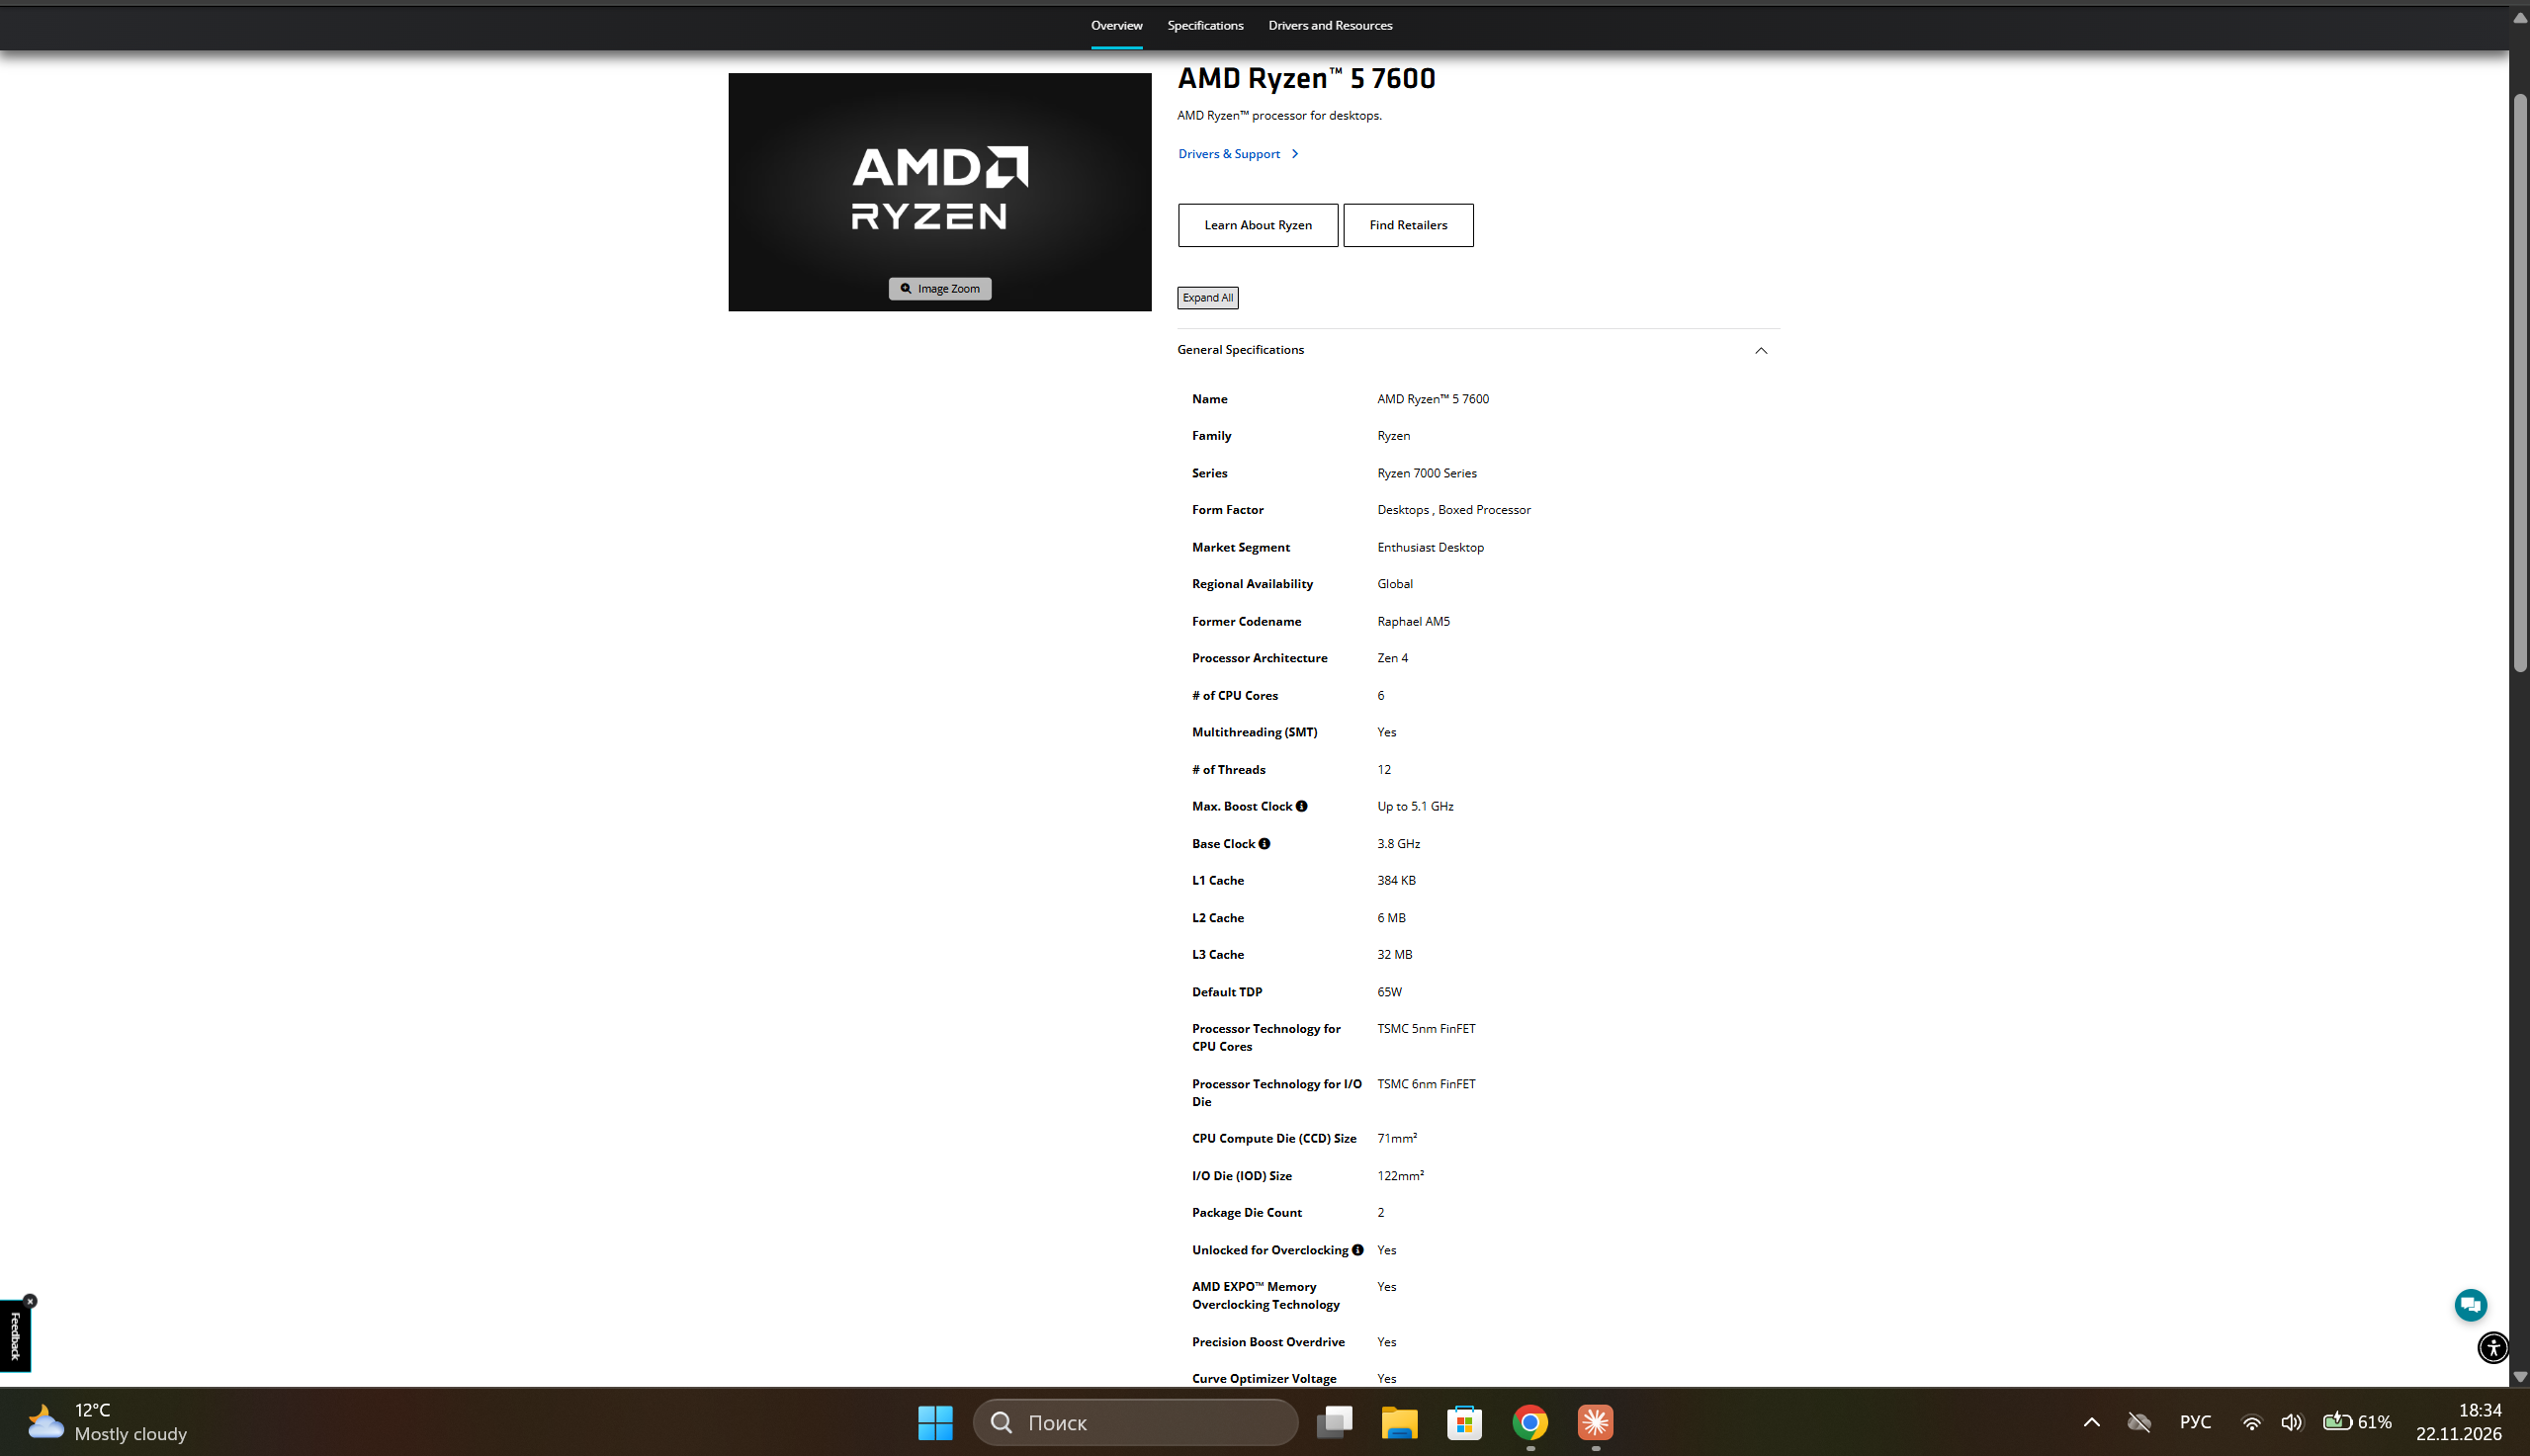 Overview Specifications Drivers and Resources
AMD
RYZEN
Image Zoom
AMD Ryzen™ 5 7600
AMD Ryzen™ processor for desktops.
Drivers & Support
Learn About Ryzen Find Retailers
Expand All
General Specifications
Name AMD Ryzen™ 5 7600
Family Ryzen
Series Ryzen 7000 Series
Form Factor Desktops , Boxed Processor
Market Segment Enthusiast Desktop
Regional Availability Global
Former Codename Raphael AM5
Processor Architecture Zen 4
# of CPU Cores 6
Multithreading (SMT) Yes
# of Threads 12
Max. Boost Clock Up to 5.1 GHz
Base Clock 3.8 GHz
L1 Cache 384 KB
L2 Cache 6 MB
L3 Cache 32 MB
Default TDP 65W
Processor Technology for TSMC 5nm FinFET
CPU Cores
Processor Technology for I/O TSMC 6nm FinFET
Die
CPU Compute Die (CCD) Size 71mm²
I/O Die (IOD) Size 122mm²
Package Die Count 2
Unlocked for Overclocking Yes
AMD EXPO™ Memory Yes
Overclocking Technology
Precision Boost Overdrive Yes
Curve Optimizer Voltage Yes
Feedback
12°C
Mostly cloudy
Поиск
РУС
61%
18:34
22.11.2026